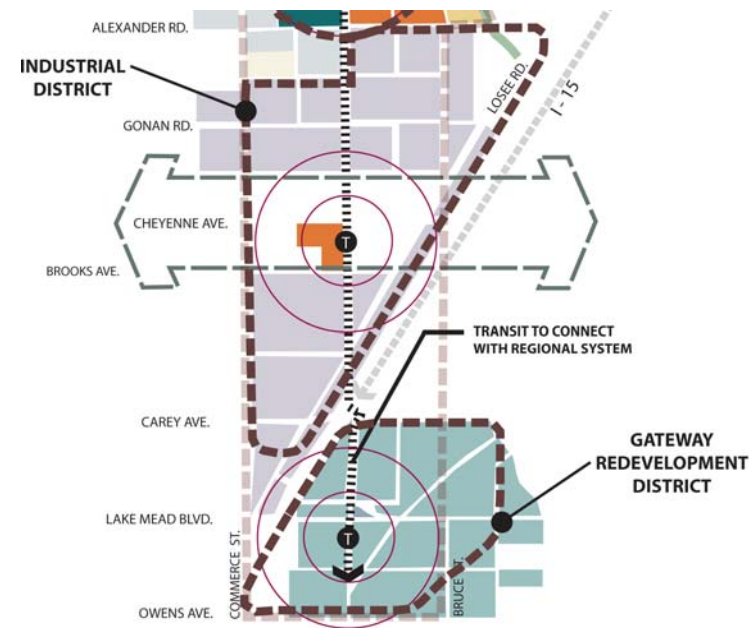 ALEXANDER RD.
INDUSTRIAL
DISTRICT
LOSEE RD.
I - 15
GONAN RD.
CHEYENNE AVE.
T
BROOKS AVE.
TRANSIT TO CONNECT
WITH REGIONAL SYSTEM
CAREY AVE.
GATEWAY
REDEVELOPMENT
DISTRICT
LAKE MEAD BLVD.
T
COMMERCE ST.
BRUCE ST.
OWENS AVE.